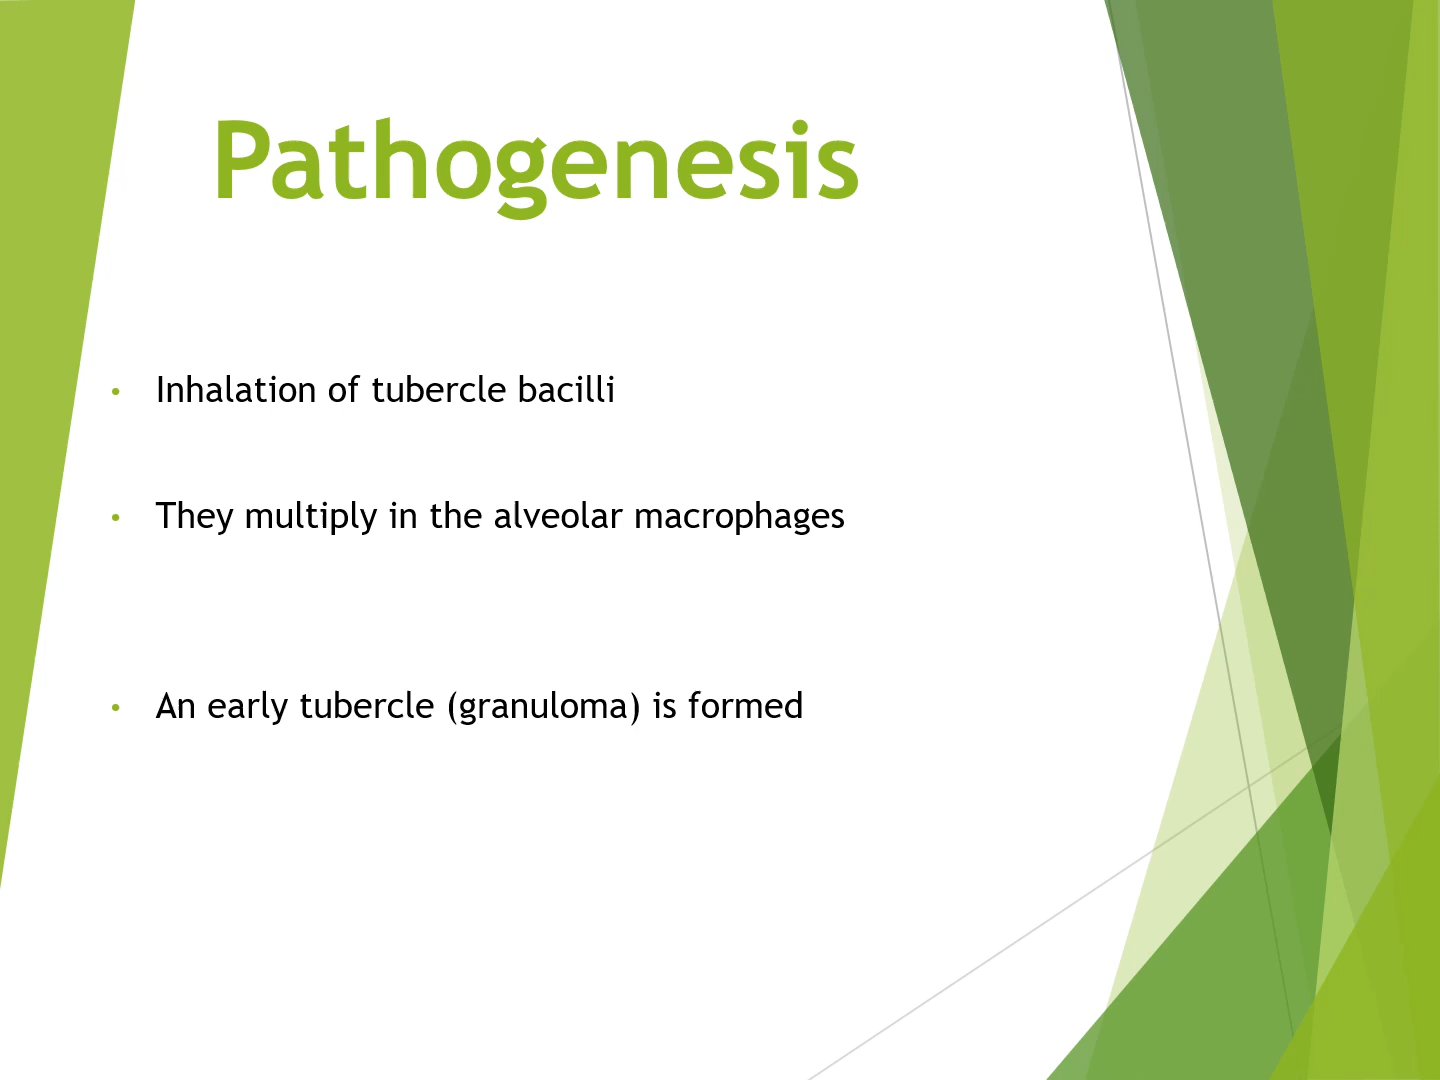 Pathogenesis
• Inhalation of tubercle bacilli
• They multiply in the alveolar macrophages
• An early tubercle (granuloma) is formed